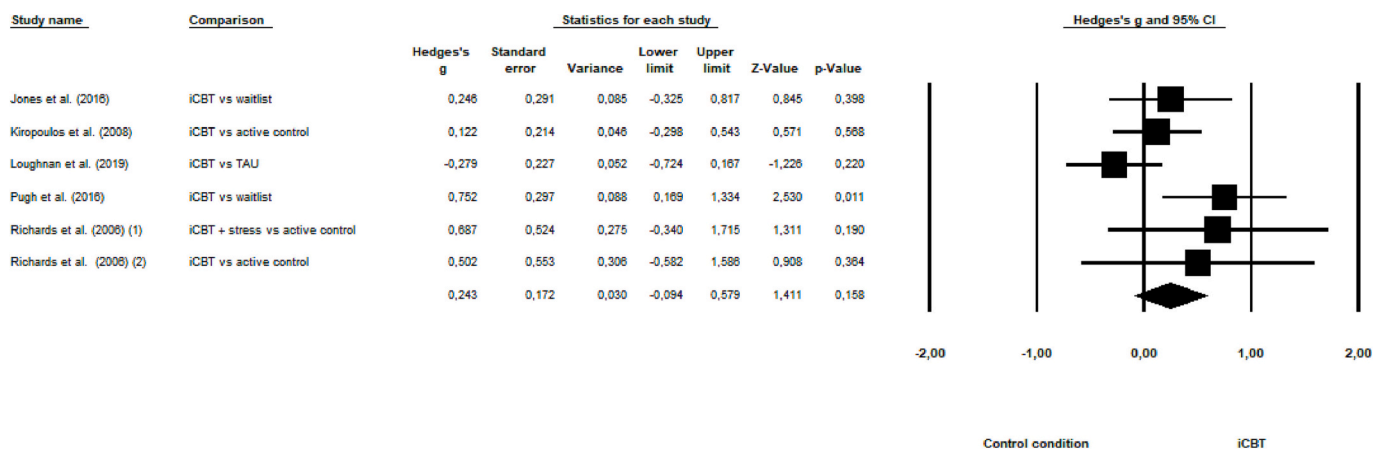 Study name Comparison Statistics for each study Hedges's g and 95% CI
Hedges's Standard Lower Upper
g error Variance limit limit Z-Value p-Value
Jones et al. (2016) iCBT vs waitlist 0,246 0,291 0,085 -0,325 0,817 0,845 0,398
Kiropoulos et al. (2008) iCBT vs active control 0,122 0,214 0,046 -0,298 0,543 0,571 0,568
Loughnan et al. (2019) iCBT vs TAU -0,279 0,227 0,052 -0,724 0,167 -1,226 0,220
Pugh et al. (2016) iCBT vs waitlist 0,752 0,297 0,088 0,169 1,334 2,530 0,011
Richards et al. (2006) (1) iCBT + stress vs active control 0,687 0,524 0,275 -0,340 1,715 1,311 0,190
Richards et al. (2006) (2) iCBT vs active control 0,502 0,553 0,306 -0,582 1,586 0,908 0,364
0,243 0,172 0,030 -0,094 0,579 1,411 0,158
-2,00 -1,00 0,00 1,00 2,00
Control condition iCBT